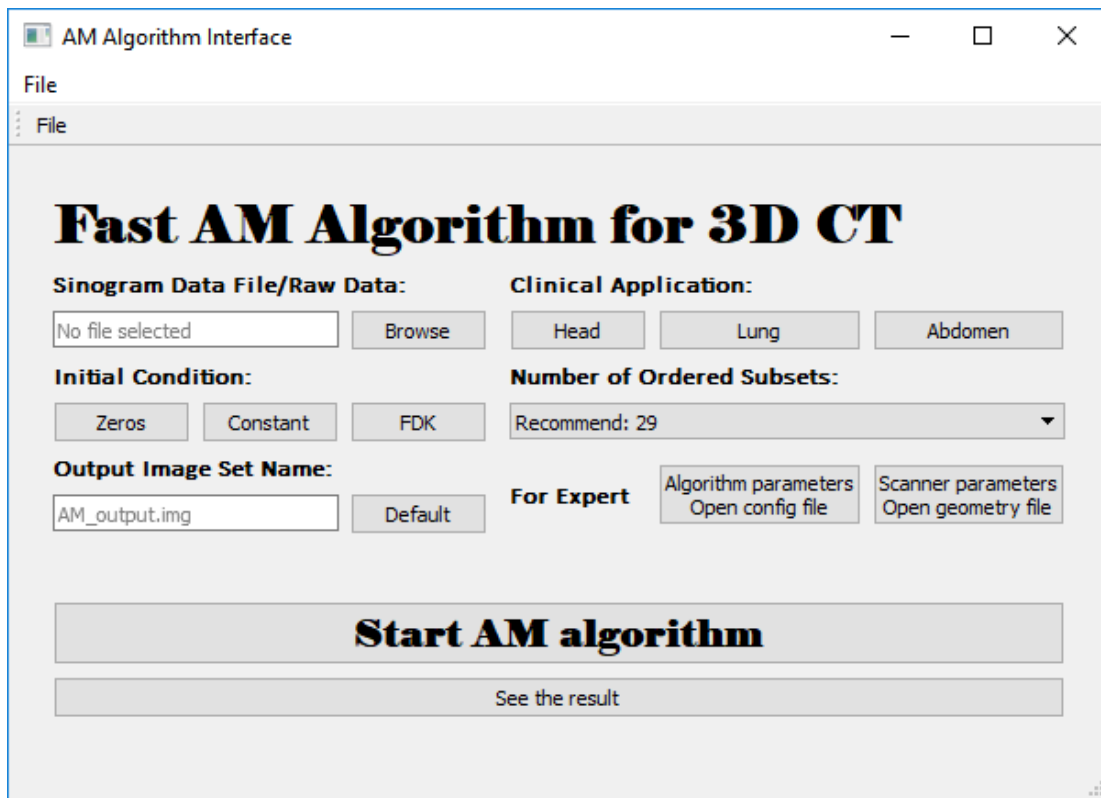 AM Algorithm Interface
File
File
Fast AM Algorithm for 3D CT
Sinogram Data File/Raw Data:
Clinical Application:
No file selected
Browse
Head
Lung
Abdomen
Initial Condition:
Number of Ordered Subsets:
Zeros
Constant
FDK
Recommend: 29
Output Image Set Name:
AM_output.img
Default
For Expert
Algorithm parameters
Open config file
Scanner parameters
Open geometry file
Start AM algorithm
See the result